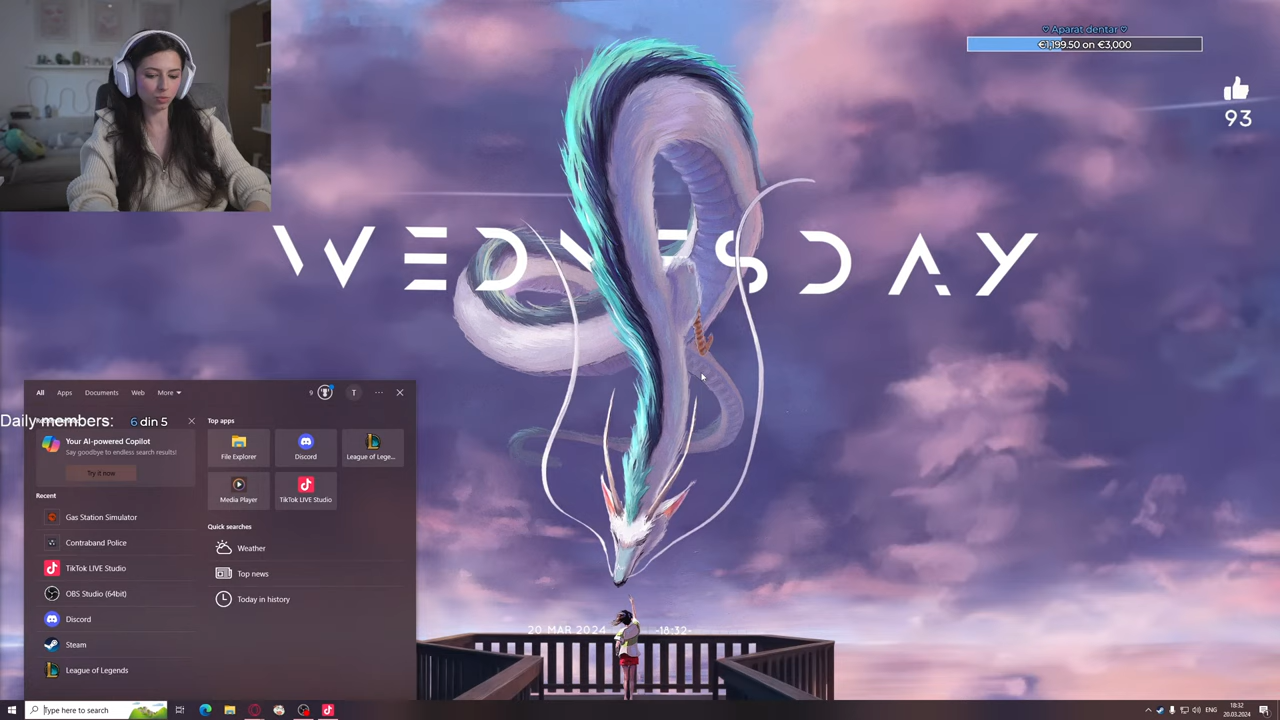 ♡ Aparat dentar ♡
€1,199.50 on €3,000
93
WEDNESDAY
All Apps Documents Web More
9
T
Daily members: 6 din 5
Your AI-powered Copilot
Say goodbye to endless search results!
Try it now
Recent
Gas Station Simulator
Contraband Police
TikTok LIVE Studio
OBS Studio (64bit)
Discord
Steam
League of Legends
Top apps
File Explorer
Discord
League of Lege...
Media Player
TikTok LIVE Studio
Quick searches
Weather
Top news
Today in history
20 MAR 2024 -18:32-
Type here to search
ENG
18:32
20.03.2024